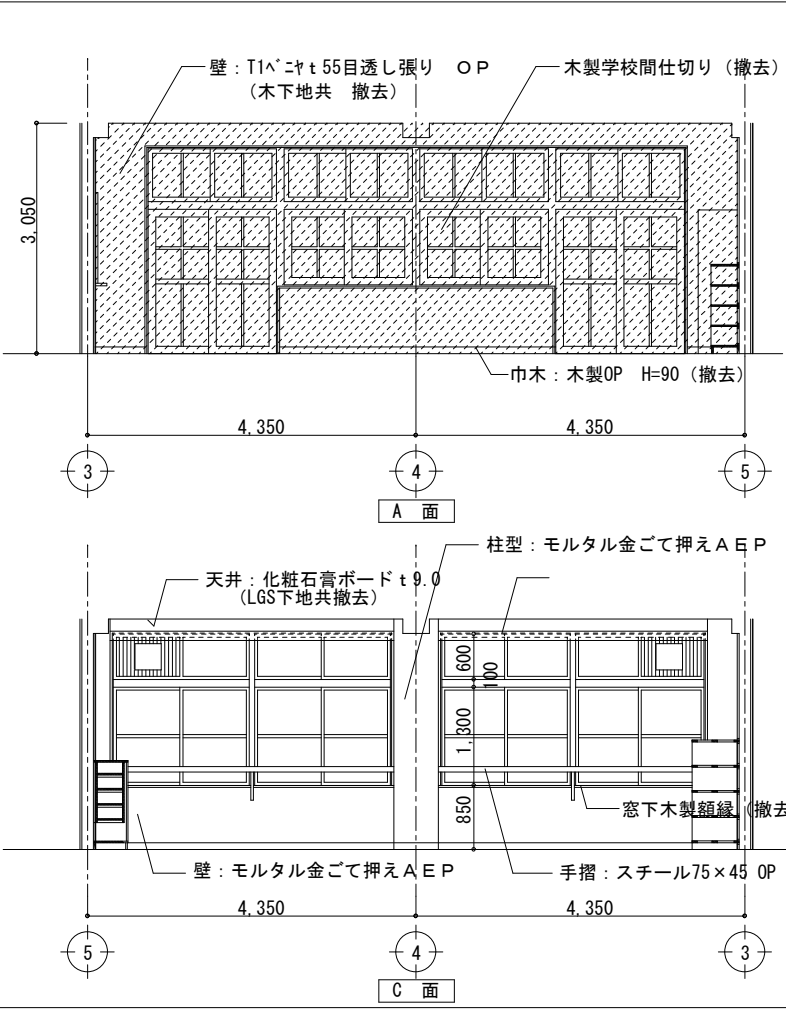 壁：T1ﾍﾞﾆﾔt55目透し張り　ＯＰ
（木下地共　撤去）
木製学校間仕切り（撤去）
3,050
巾木：木製OP　H=90（撤去）
4,350
4,350
3
4
5
A　面
柱型：モルタル金ごて押えＡＥＰ
天井：化粧石膏ボードｔ9.0
（LGS下地共撤去）
600
100
1,300
850
窓下木製額縁（撤去
壁：モルタル金ごて押えＡＥＰ
手摺：スチール75×45 OP
4,350
4,350
5
4
3
C　面